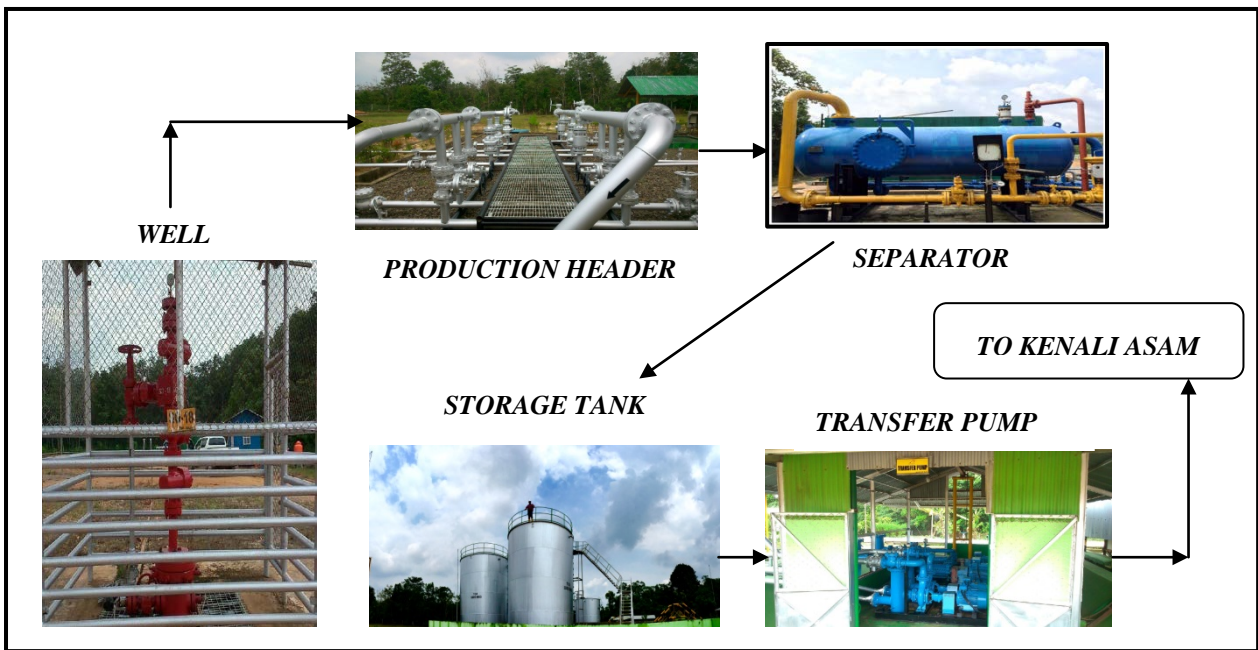 WELL
PRODUCTION HEADER
SEPARATOR
TO KENALI ASAM
STORAGE TANK
TRANSFER PUMP
TRANSFER PUMP